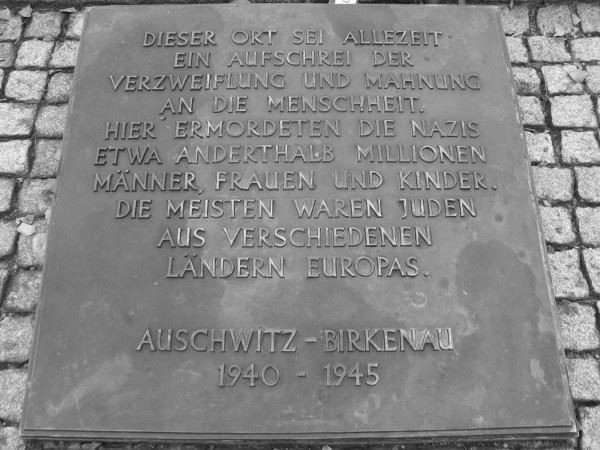 DIESER ORT SEI ALLEZEIT
EIN AUFSCHREI DER
VERZWEIFLUNG UND MAHNUNG
AN DIE MENSCHHEIT.
HIER ERMORDETEN DIE NAZIS
ETWA ANDERTHALB MILLIONEN
MÄNNER, FRAUEN UND KINDER.
DIE MEISTEN WAREN JUDEN
AUS VERSCHIEDENEN
LÄNDERN EUROPAS.
AUSCHWITZ - BIRKENAU
1940 - 1945